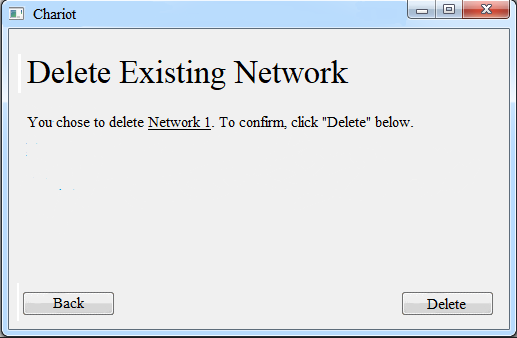 Chariot
Delete Existing Network
You chose to delete Network 1. To confirm, click "Delete" below.
Back
Delete